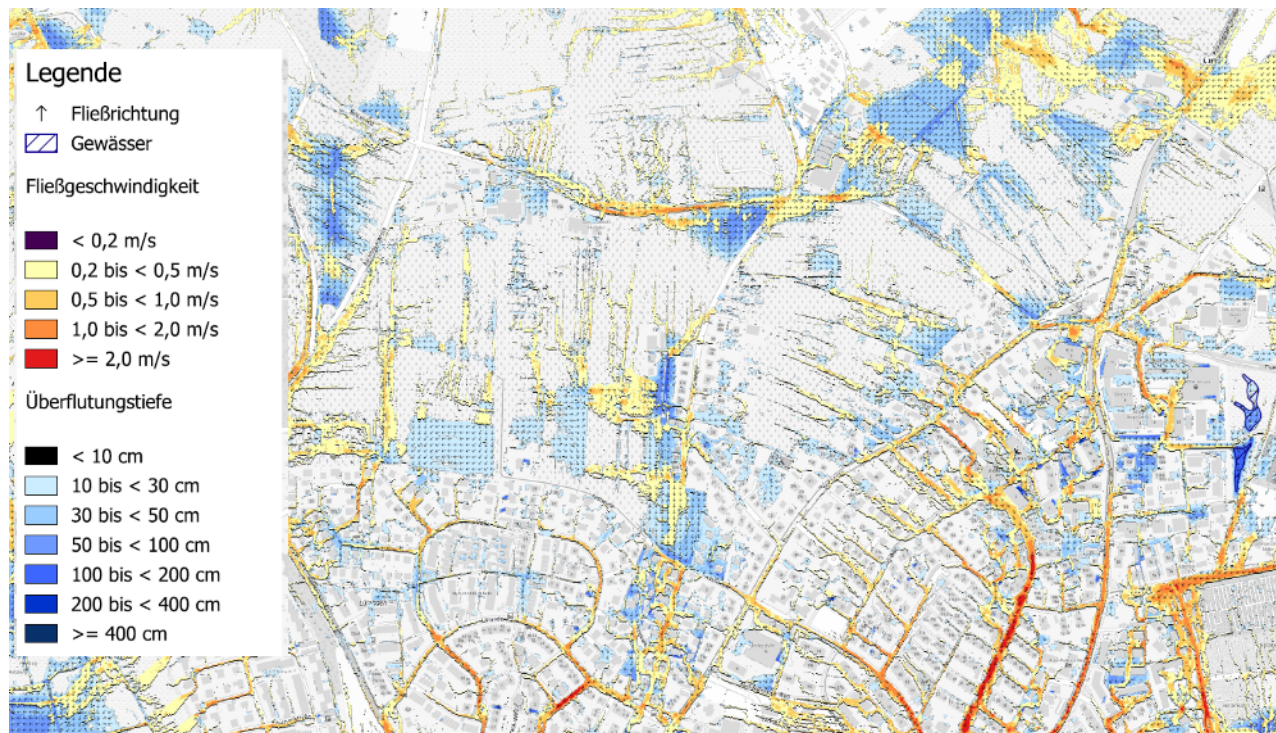 Legende
Fließrichtung
Gewässer
Fließgeschwindigkeit
< 0,2 m/s
0,2 bis < 0,5 m/s
0,5 bis < 1,0 m/s
1,0 bis < 2,0 m/s
>= 2,0 m/s
Überflutungstiefe
< 10 cm
10 bis < 30 cm
30 bis < 50 cm
50 bis < 100 cm
100 bis < 200 cm
200 bis < 400 cm
>= 400 cm